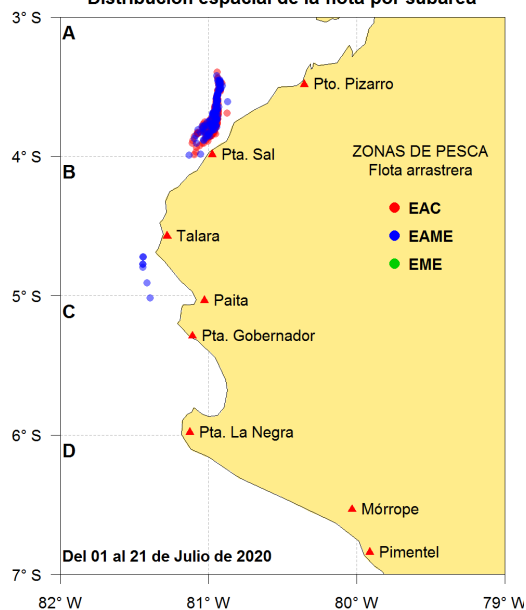 Distribución espacial de la flota por subárea
3° S
A
Pto. Pizarro
ZONAS DE PESCA
Flota arrastrera
4° S
Pta. Sal
B
EAC
Talara
EAME
EME
5° S
Paita
C
Pta. Gobernador
6° S
Pta. La Negra
D
Mórrope
Del 01 al 21 de Julio de 2020
Pimentel
7° S
82° W 81° W 80° W 79° W